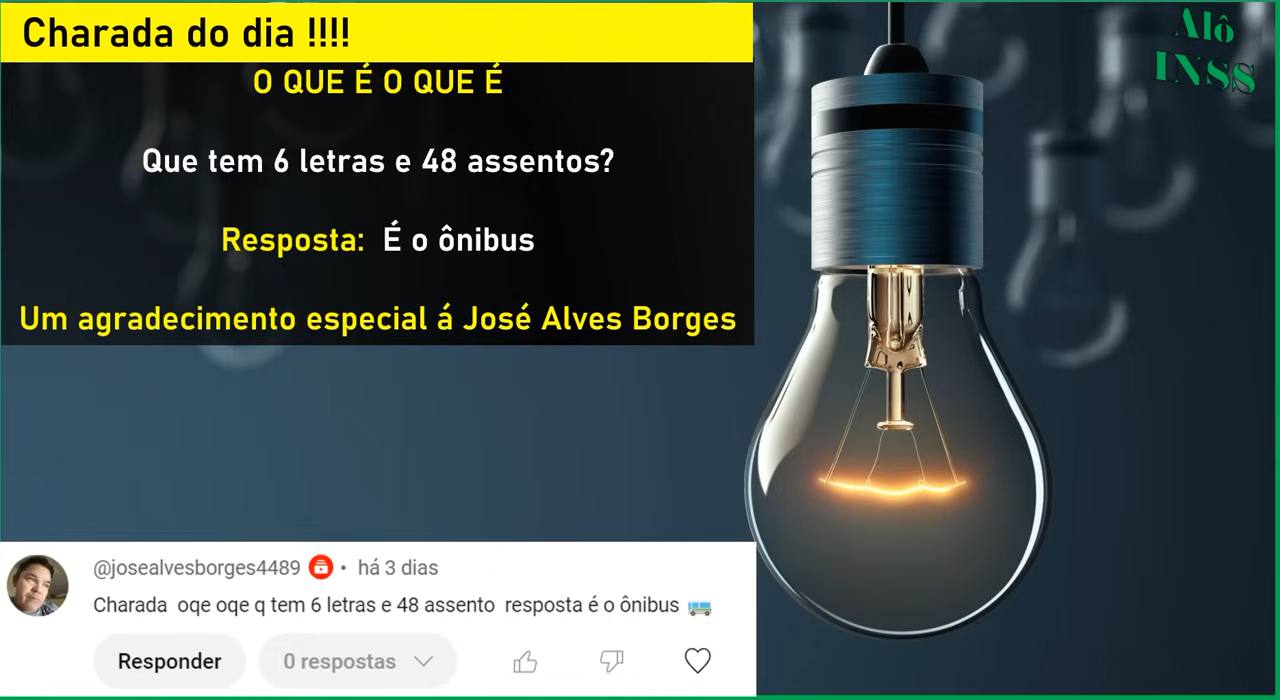 Charada do dia !!!!
Alô
INSS
O QUE É O QUE É
Que tem 6 letras e 48 assentos?
Resposta: É o ônibus
Um agradecimento especial á José Alves Borges
@josealvesborges4489 • há 3 dias
Charada oqe oqe q tem 6 letras e 48 assento resposta é o ônibus 🚌
Responder
0 respostas